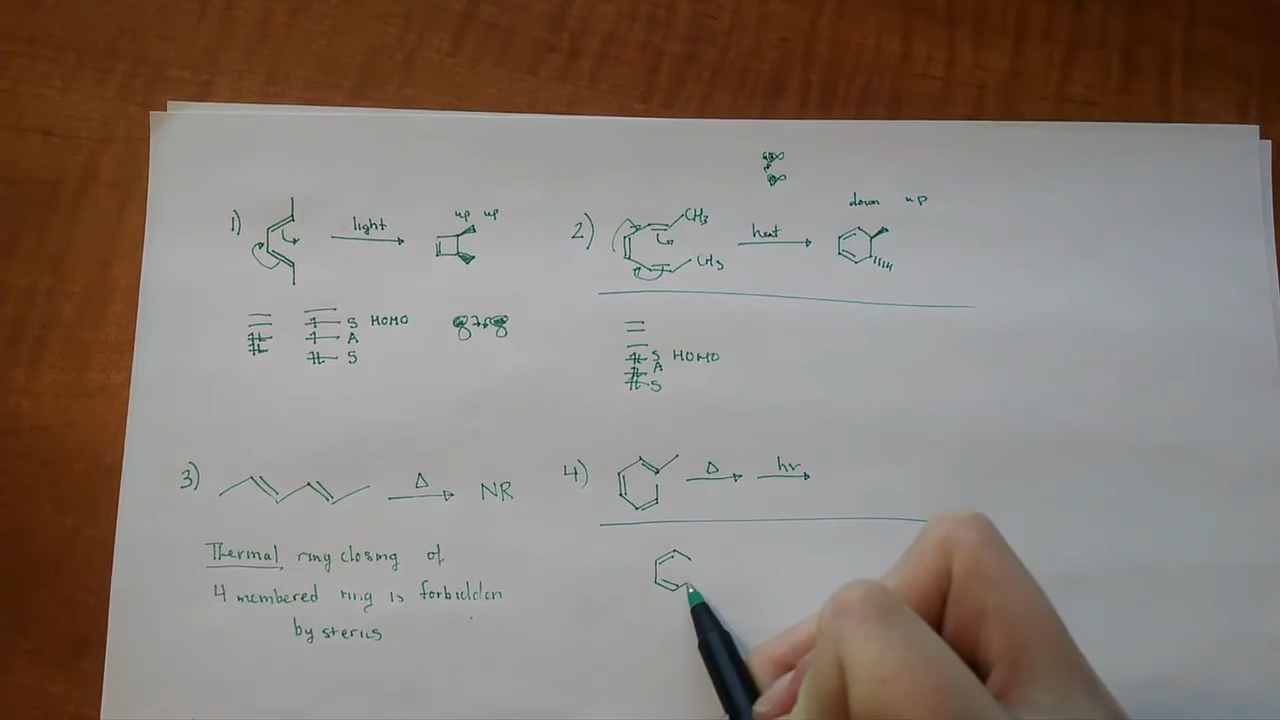 1)
light
up up
S HOMO
A
S
2)
CH3
CH3
heat
down up
S HOMO
A
S
3)
Δ
NR
Thermal ring closing of
4 membered ring is forbidden
by sterics
4)
Δ
hv